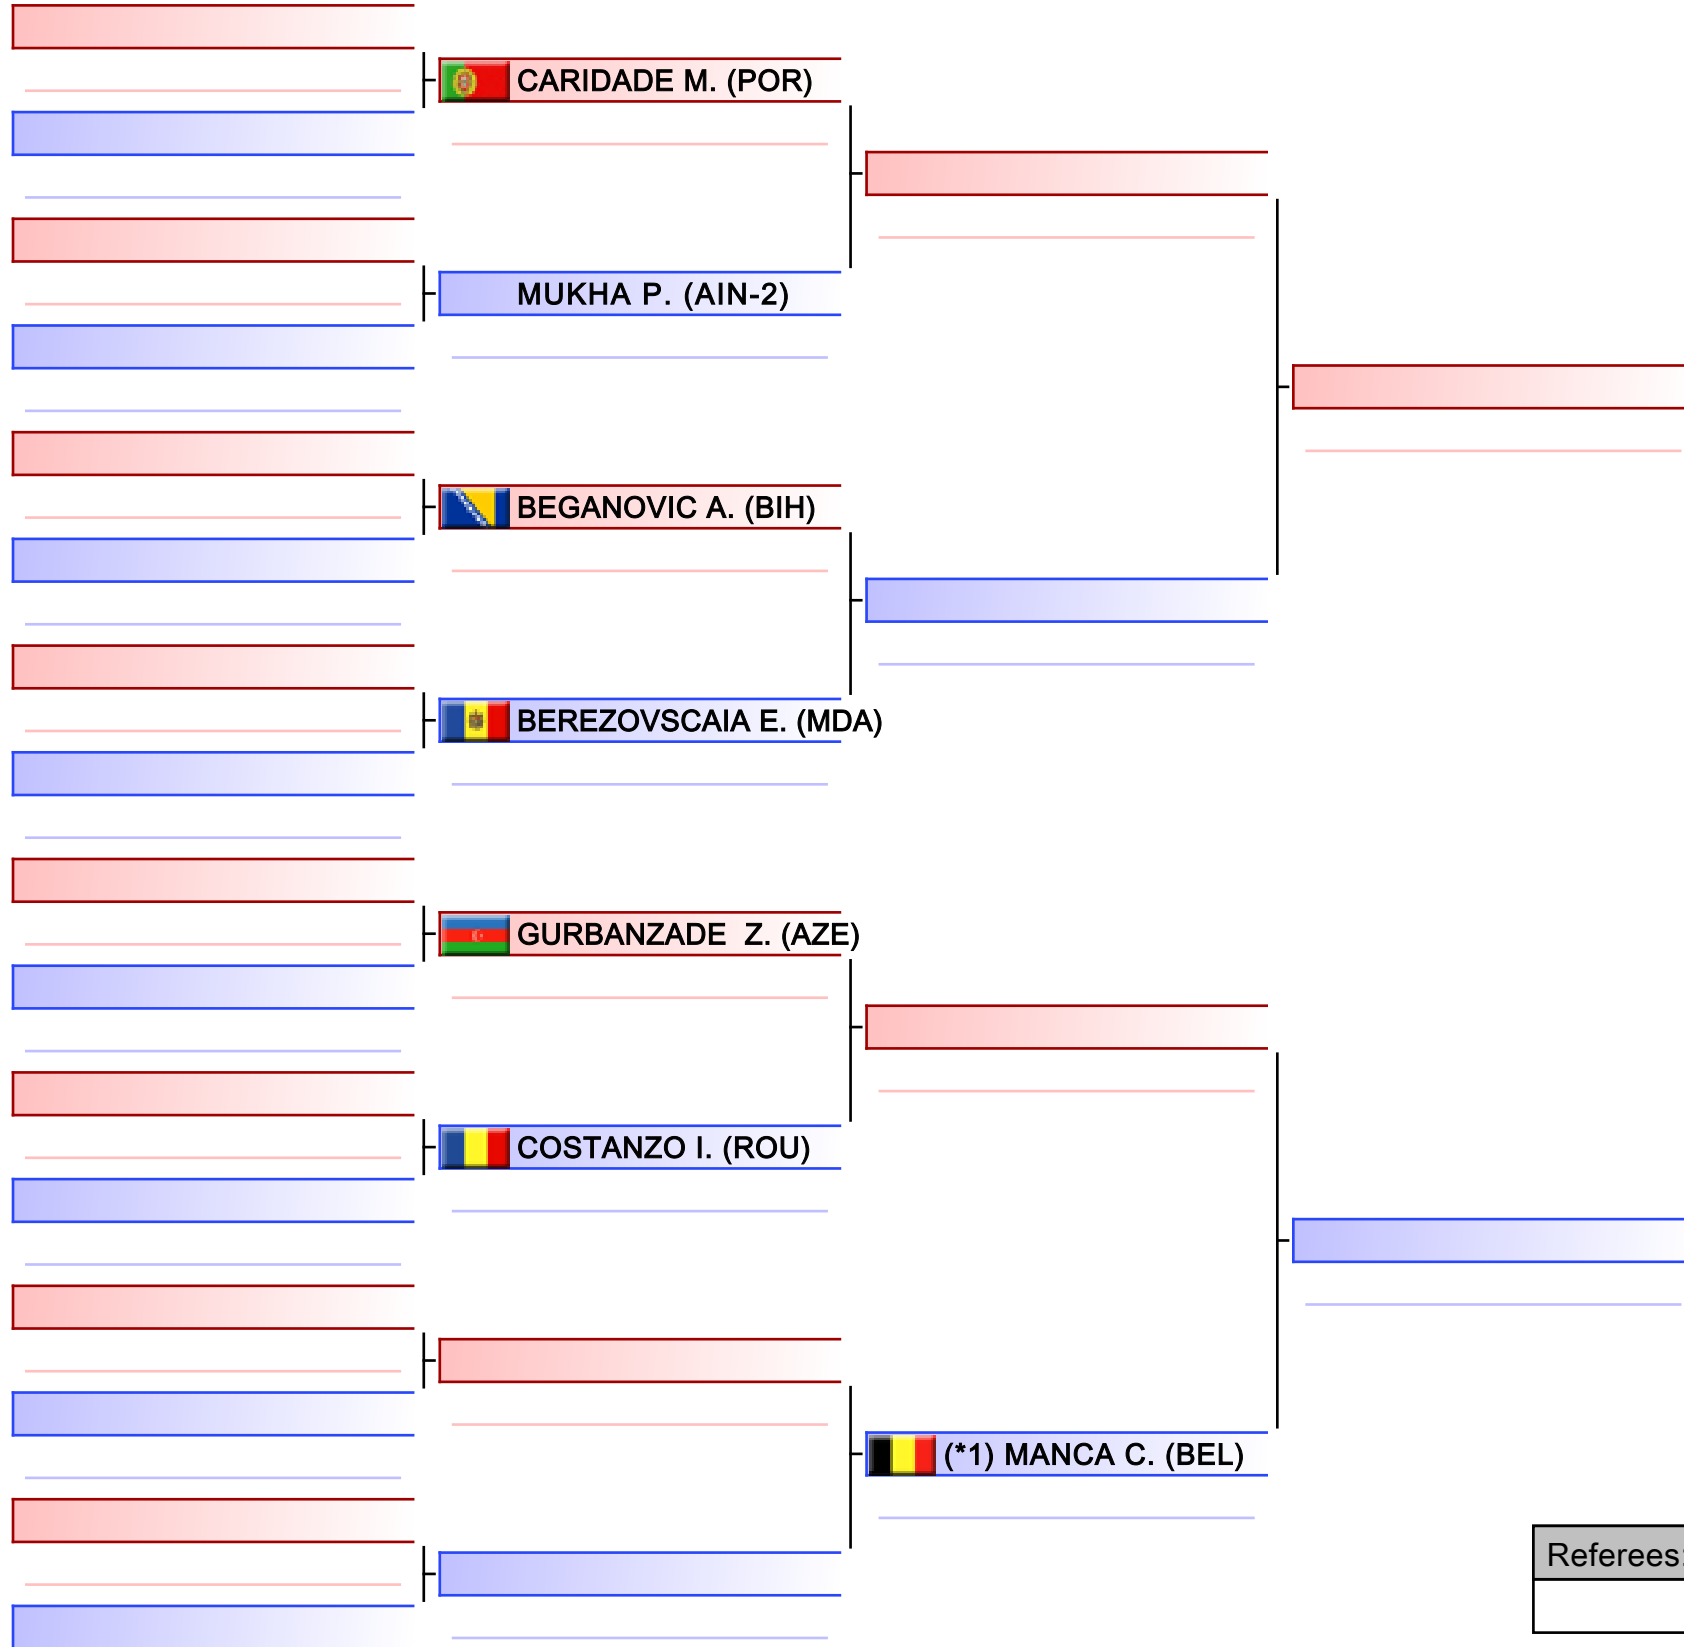 CARIDADE M. (POR)
MUKHA P. (AIN-2)
BEGANOVIC A. (BIH)
BEREZOVSCAIA E. (MDA)
GURBANZADE  Z. (AZE)
COSTANZO I. (ROU)
(*1) MANCA C. (BEL)
Referees: